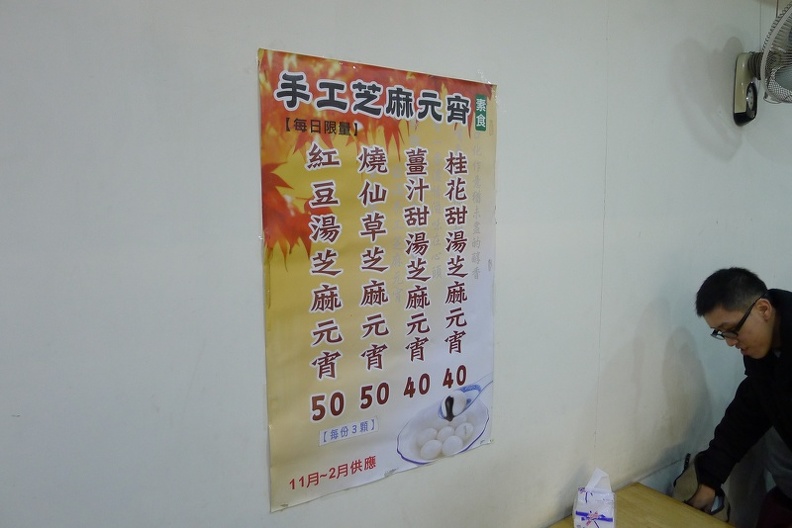 手工芝麻元宵
素食
【每日限量】
桂花甜湯芝麻元宵 40
薑汁甜湯芝麻元宵 40
燒仙草芝麻元宵 50
紅豆湯芝麻元宵 50
【每份3顆】
11月~2月供應